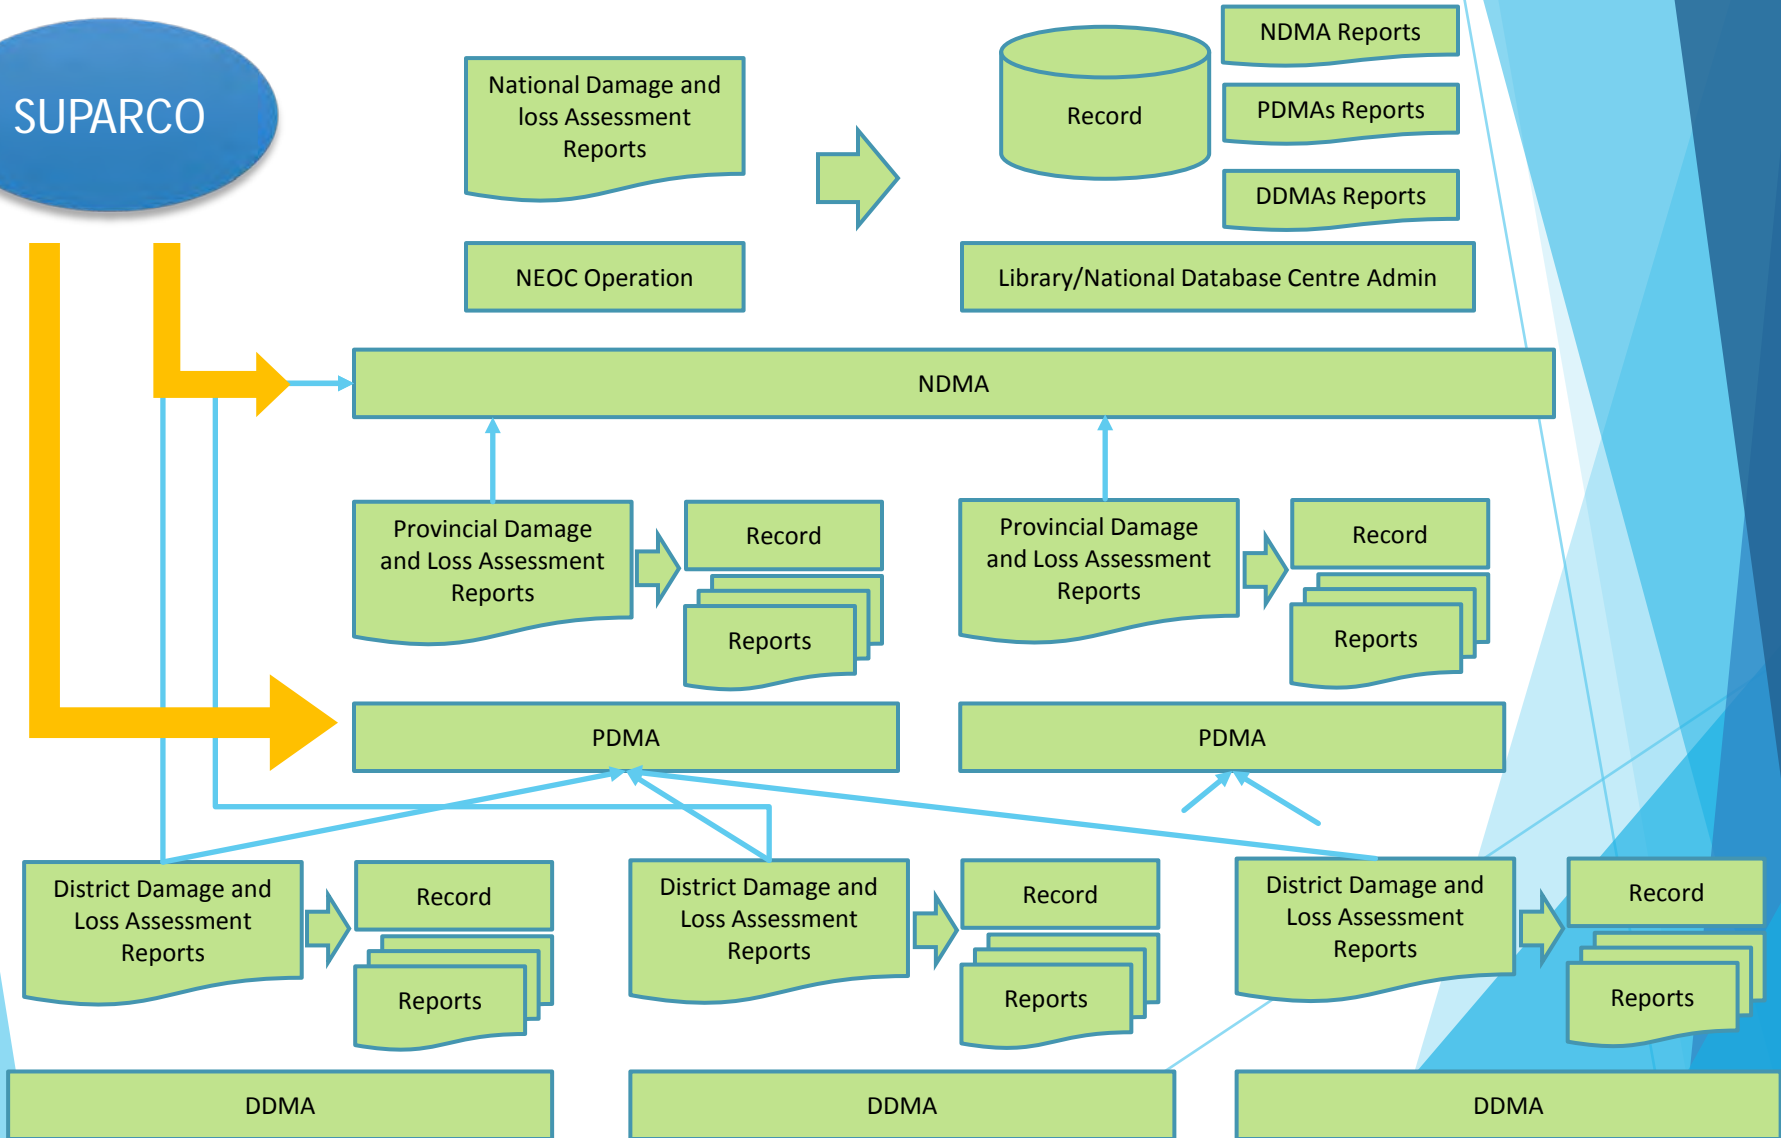 SUPARCO
National Damage and
loss Assessment
Reports
Record
NDMA Reports
PDMAs Reports
DDMAs Reports
NEOC Operation
Library/National Database Centre Admin
NDMA
Provincial Damage
and Loss Assessment
Reports
Record
Reports
Provincial Damage
and Loss Assessment
Reports
Record
Reports
PDMA
PDMA
District Damage and
Loss Assessment
Reports
Record
Reports
District Damage and
Loss Assessment
Reports
Record
Reports
District Damage and
Loss Assessment
Reports
Record
Reports
DDMA
DDMA
DDMA